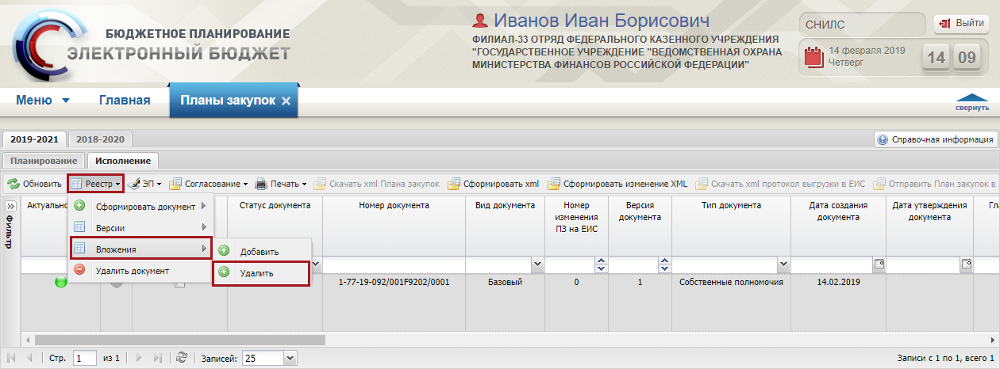 БЮДЖЕТНОЕ ПЛАНИРОВАНИЕ
ЭЛЕКТРОННЫЙ БЮДЖЕТ
Иванов Иван Борисович
ФИЛИАЛ-33 ОТРЯД ФЕДЕРАЛЬНОГО КАЗЕННОГО УЧРЕЖДЕНИЯ
"ГОСУДАРСТВЕННОЕ УЧРЕЖДЕНИЕ "ВЕДОМСТВЕННАЯ ОХРАНА
МИНИСТЕРСТВА ФИНАНСОВ РОССИЙСКОЙ ФЕДЕРАЦИИ"
СНИЛС
Выйти
14 февраля 2019
Четверг
14 09
Меню Главная Планы закупок
свернуть
2019-2021 2018-2020
Справочная информация
Планирование Исполнение
Обновить Реестр ЭП Согласование Печать Скачать xml Плана закупок Сформировать xml Сформировать изменение XML Скачать xml протокол выгрузки в ЕИС Отправить План закупок в
Фильтр
Актуально
Статус документа
Номер документа
Вид документа
Номер
изменения
ПЗ на ЕИС
Версия
документа
Тип документа
Дата создания
документа
Дата утверждения
документа
Гла
Сформировать документ
Версии
Вложения
Удалить документ
Добавить
Удалить
1-77-19-092/001F9202/0001 Базовый 0 1 Собственные полномочия 14.02.2019
Стр. 1 из 1 Записей: 25
Записи с 1 по 1, всего 1